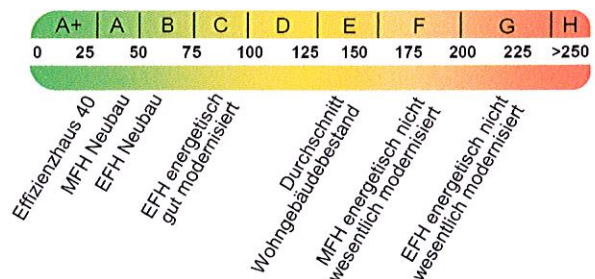 A+ A B C D E F G H
0 25 50 75 100 125 150 175 200 225 >250
Effizienzhaus 40
MFH Neubau
EFH Neubau
EFH energetisch
gut modernisiert
Durchschnitt
Wohngebäudebestand
MFH energetisch nicht
wesentlich modernisiert
EFH energetisch nicht
wesentlich modernisiert